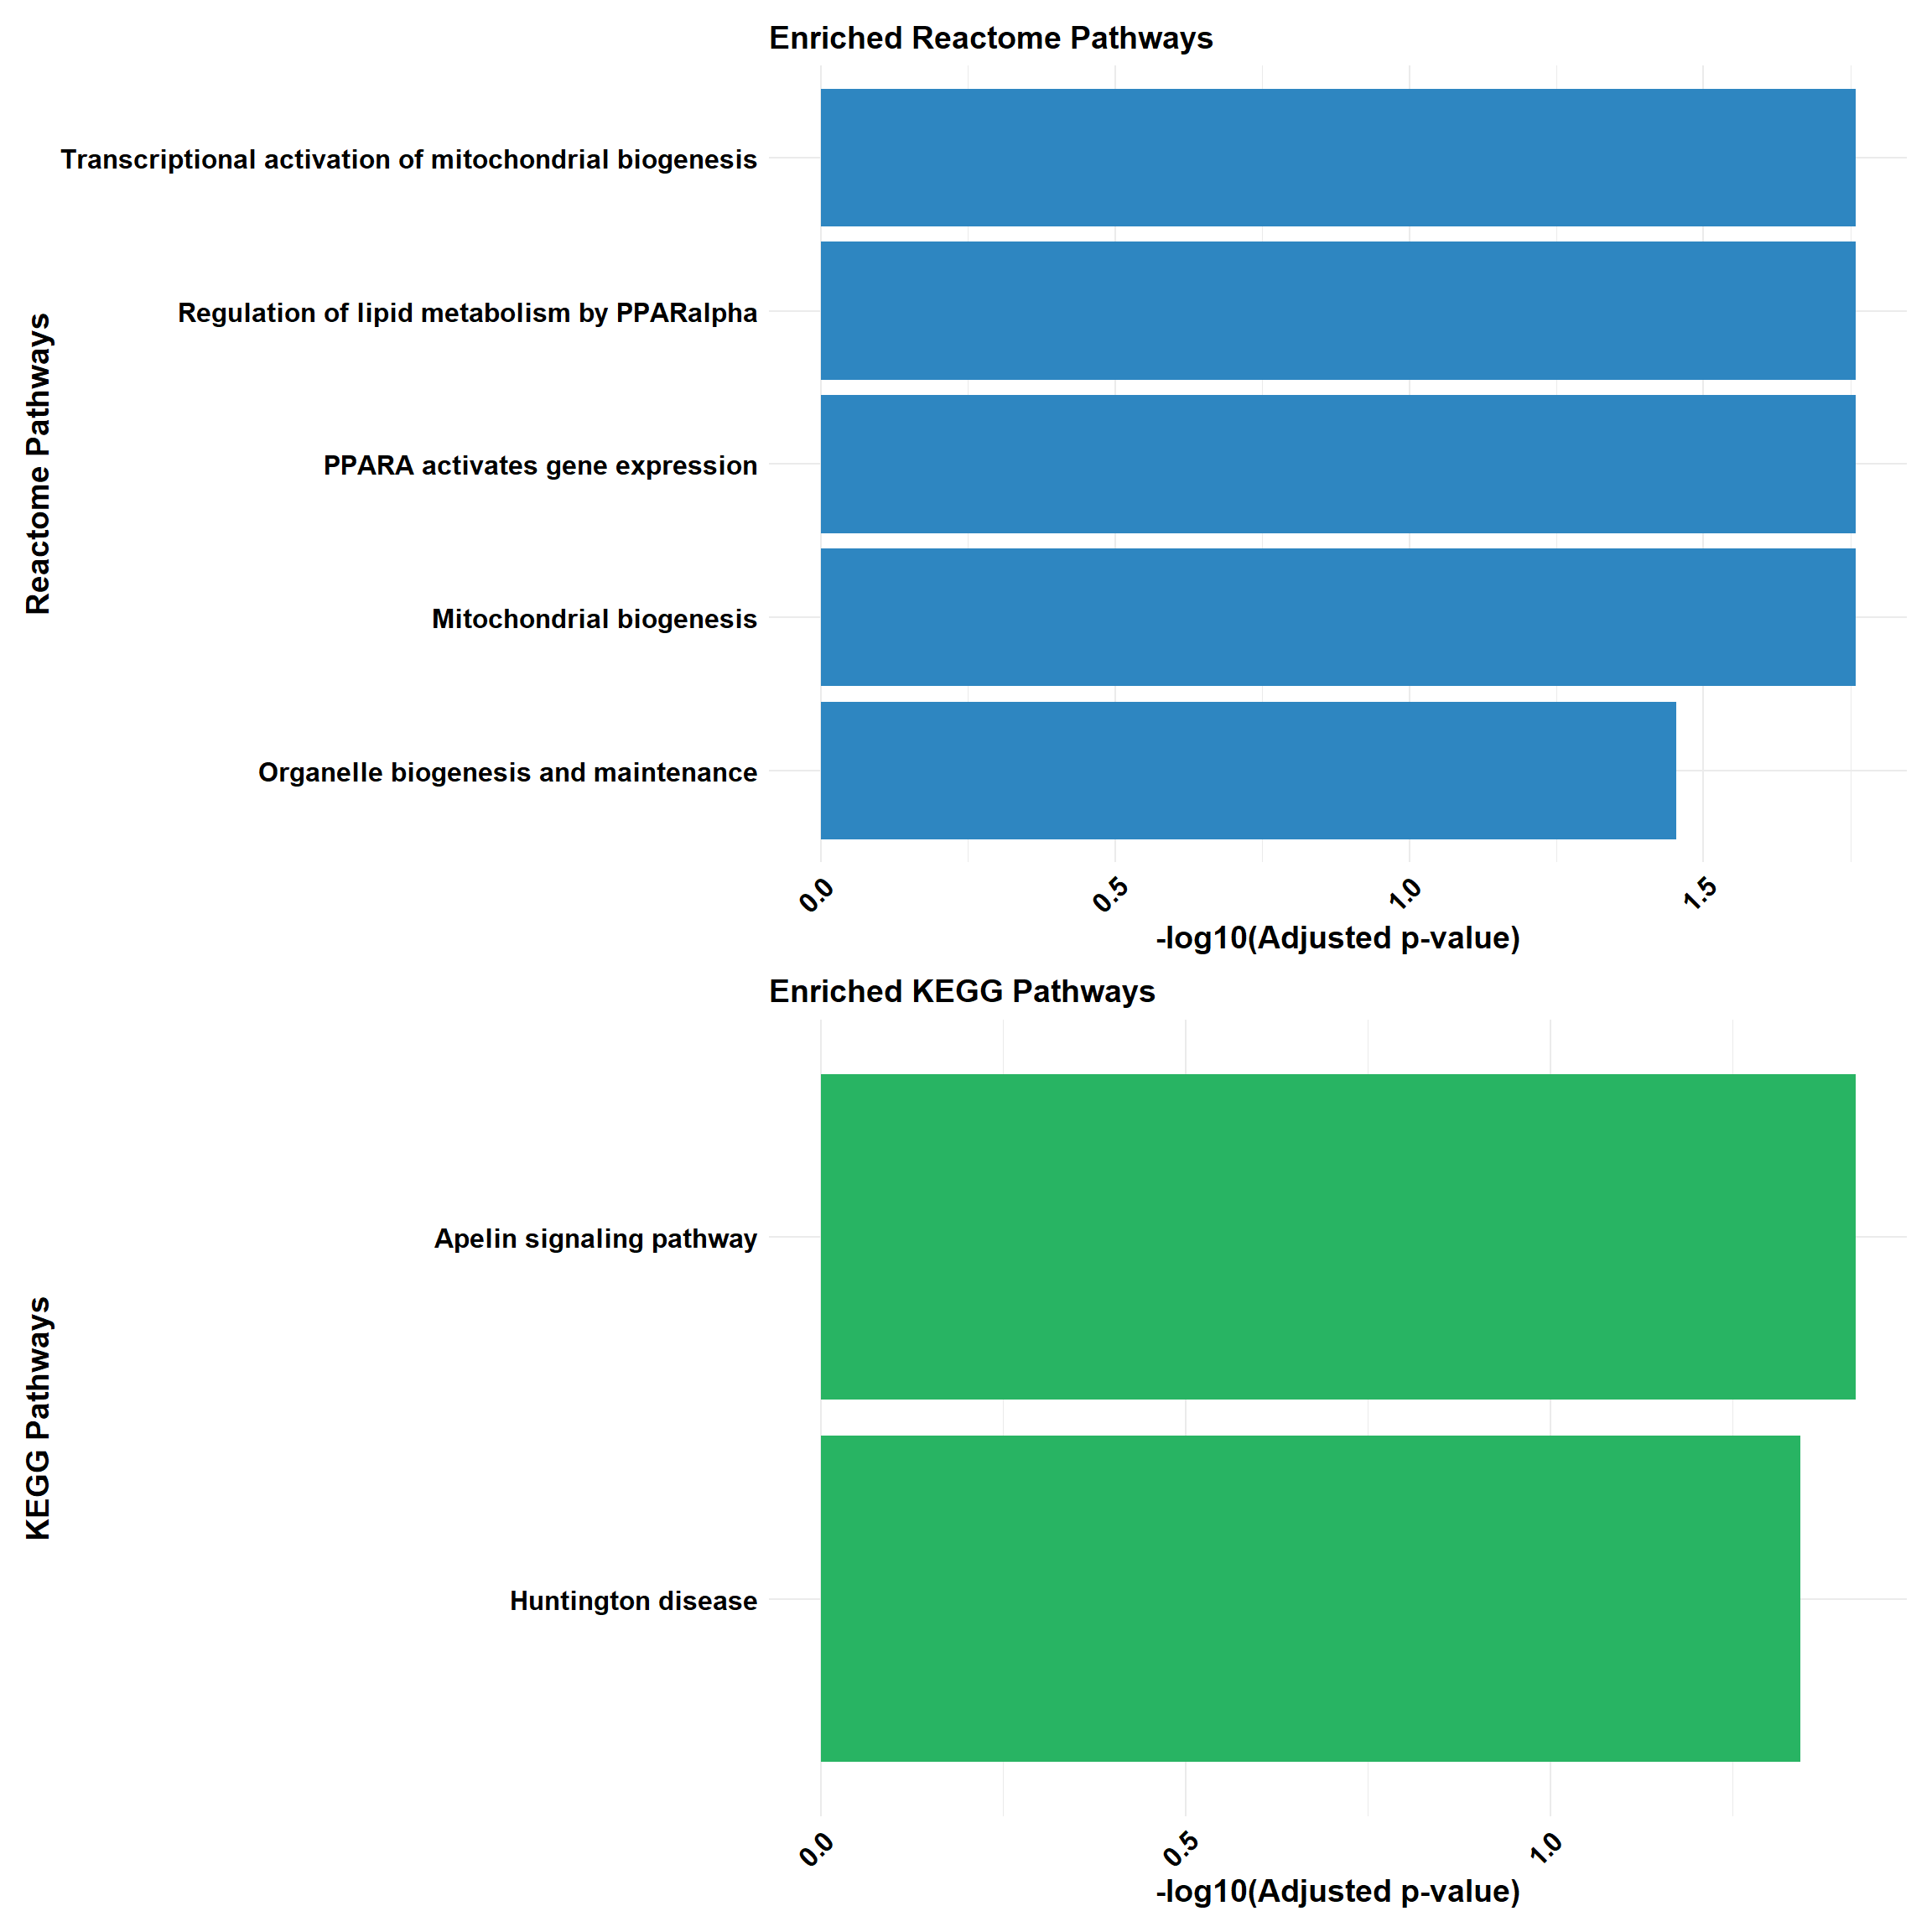 Enriched Reactome Pathways
Reactome Pathways
Transcriptional activation of mitochondrial biogenesis
Regulation of lipid metabolism by PPARalpha
PPARA activates gene expression
Mitochondrial biogenesis
Organelle biogenesis and maintenance
0.0
0.5
1.0
1.5
-log10(Adjusted p-value)
Enriched KEGG Pathways
KEGG Pathways
Apelin signaling pathway
Huntington disease
0.0
0.5
1.0
-log10(Adjusted p-value)